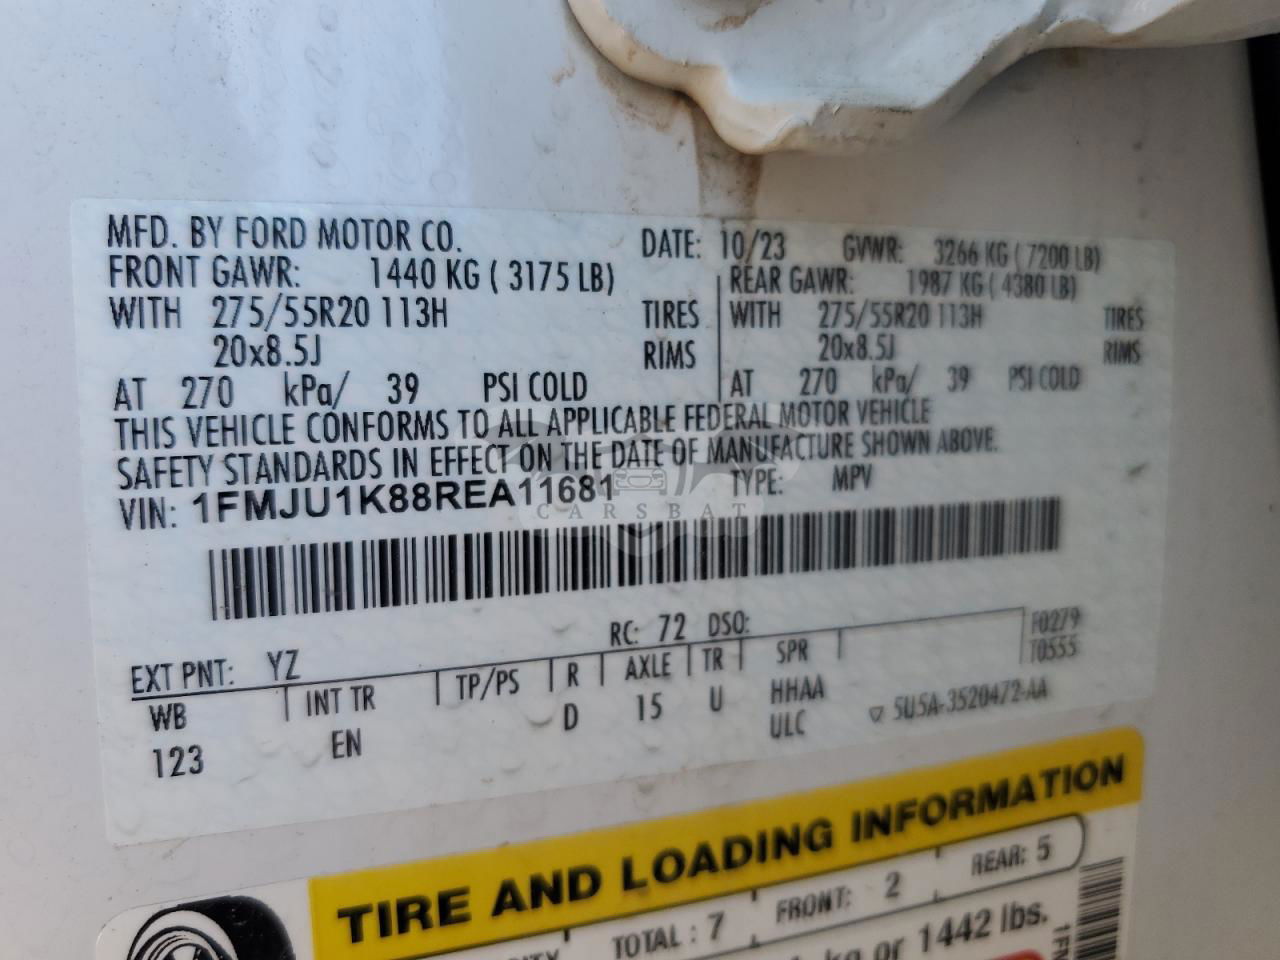 MFD. BY FORD MOTOR CO. DATE: 10/23 GVWR: 3266 KG ( 7200 LB)
FRONT GAWR: 1440 KG ( 3175 LB) REAR GAWR: 1987 KG ( 4380 LB)
WITH 275/55R20 113H TIRES WITH 275/55R20 113H TIRES
20x8.5J RIMS 20x8.5J RIMS
AT 270 kPa/ 39 PSI COLD AT 270 kPa/ 39 PSI COLD
THIS VEHICLE CONFORMS TO ALL APPLICABLE FEDERAL MOTOR VEHICLE
SAFETY STANDARDS IN EFFECT ON THE DATE OF MANUFACTURE SHOWN ABOVE.
VIN: 1FMJU1K88REA11681 TYPE: MPV
CARSBAT
RC: 72 DSO: F0279
EXT PNT: YZ T0555
WB INT TR TP/PS R AXLE TR SPR
123 EN D 15 U HHAA
ULC 5U5A-3520472-AA
TIRE AND LOADING INFORMATION
TOTAL : 7 FRONT: 2 REAR: 5
kg or 1442 lbs.